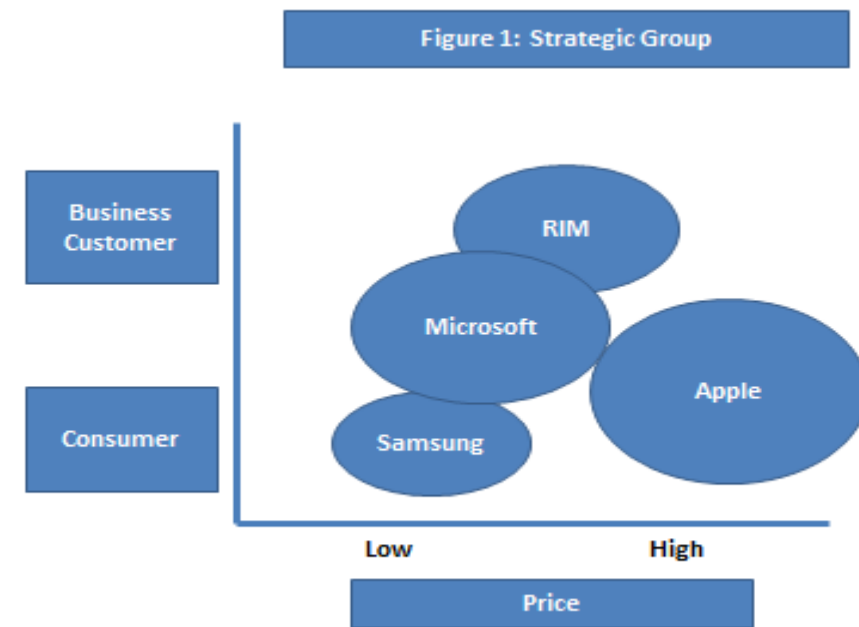 Figure 1: Strategic Group
Business
Customer
RIM
Microsoft
Apple
Consumer
Samsung
Low
High
Price